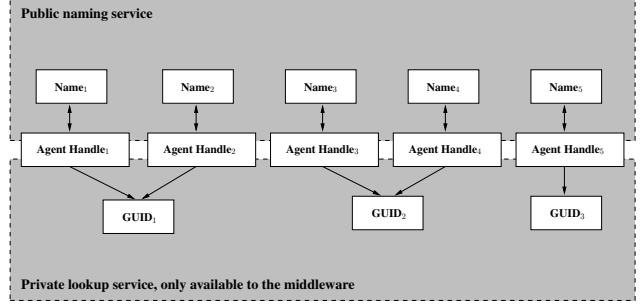 Public naming service
Name₁ Name₂ Name₃ Name₄ Name₅
Agent Handle₁ Agent Handle₂ Agent Handle₃ Agent Handle₄ Agent Handle₅
GUID₁ GUID₂ GUID₃
Private lookup service, only available to the middleware